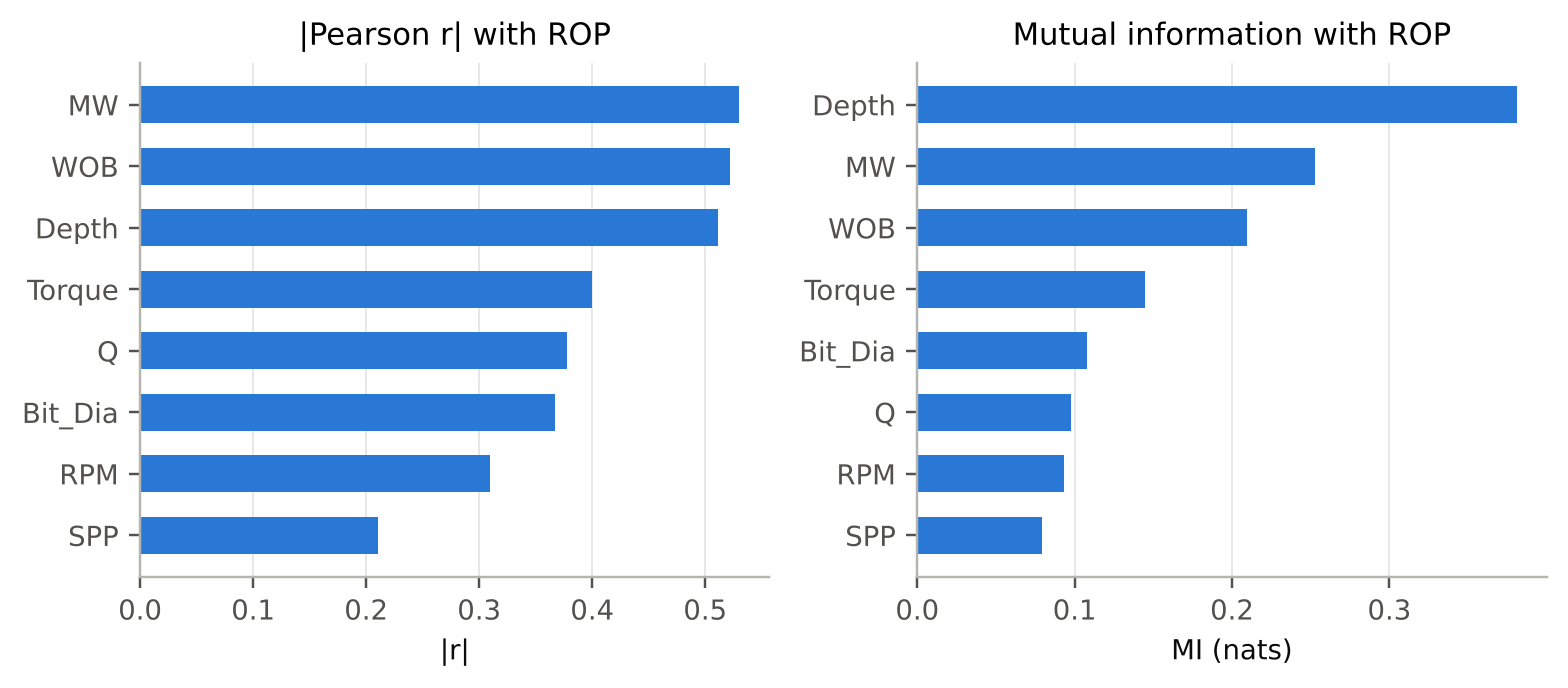 |Pearson r| with ROP
MW
WOB
Depth
Torque
Q
Bit_Dia
RPM
SPP
0.0 0.1 0.2 0.3 0.4 0.5
|r|
Mutual information with ROP
Depth
MW
WOB
Torque
Bit_Dia
Q
RPM
SPP
0.0 0.1 0.2 0.3
MI (nats)